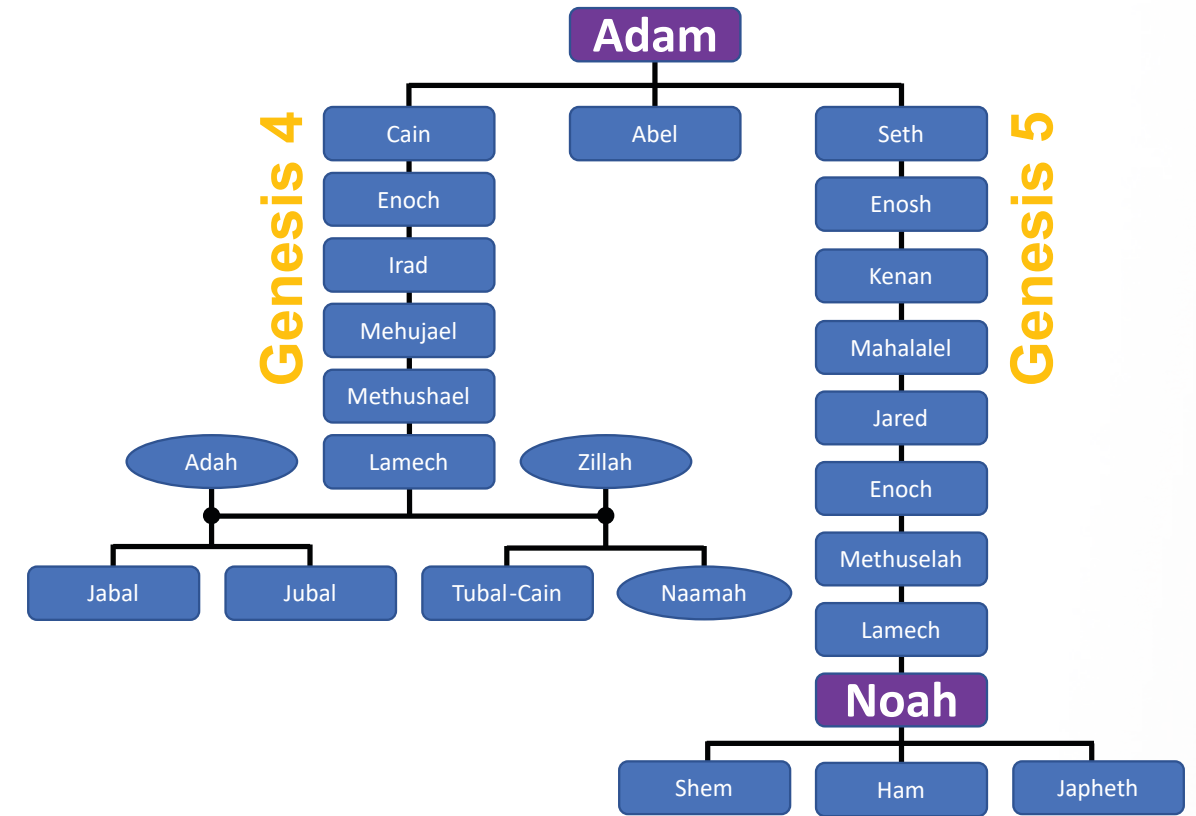 Adam
Genesis 4
Cain
Abel
Seth
Genesis 5
Enoch
Enosh
Irad
Kenan
Mehujael
Mahalalel
Methushael
Jared
Adah
Lamech
Zillah
Enoch
Methuselah
Jabal
Jubal
Tubal-Cain
Naamah
Lamech
Noah
Shem
Ham
Japheth